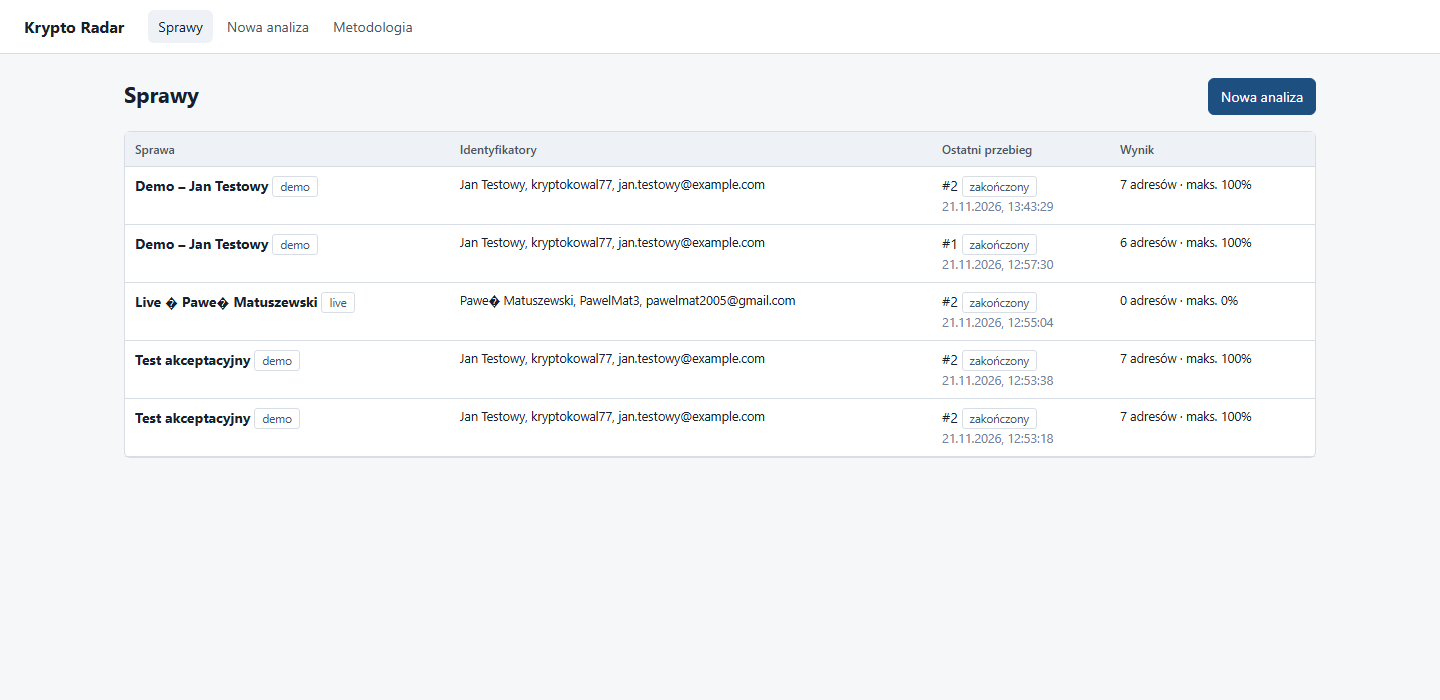 Krypto Radar Sprawy Nowa analiza Metodologia
Sprawy Nowa analiza
Sprawa Identyfikatory Ostatni przebieg Wynik
Demo – Jan Testowy demo Jan Testowy, kryptokowal77, jan.testowy@example.com #2 zakończony 7 adresów · maks. 100%
21.11.2026, 13:43:29
Demo – Jan Testowy demo Jan Testowy, kryptokowal77, jan.testowy@example.com #1 zakończony 6 adresów · maks. 100%
21.11.2026, 12:57:30
Live � Pawe� Matuszewski live Pawe� Matuszewski, PawelMat3, pawelmat2005@gmail.com #2 zakończony 0 adresów · maks. 0%
21.11.2026, 12:55:04
Test akceptacyjny demo Jan Testowy, kryptokowal77, jan.testowy@example.com #2 zakończony 7 adresów · maks. 100%
21.11.2026, 12:53:38
Test akceptacyjny demo Jan Testowy, kryptokowal77, jan.testowy@example.com #2 zakończony 7 adresów · maks. 100%
21.11.2026, 12:53:18